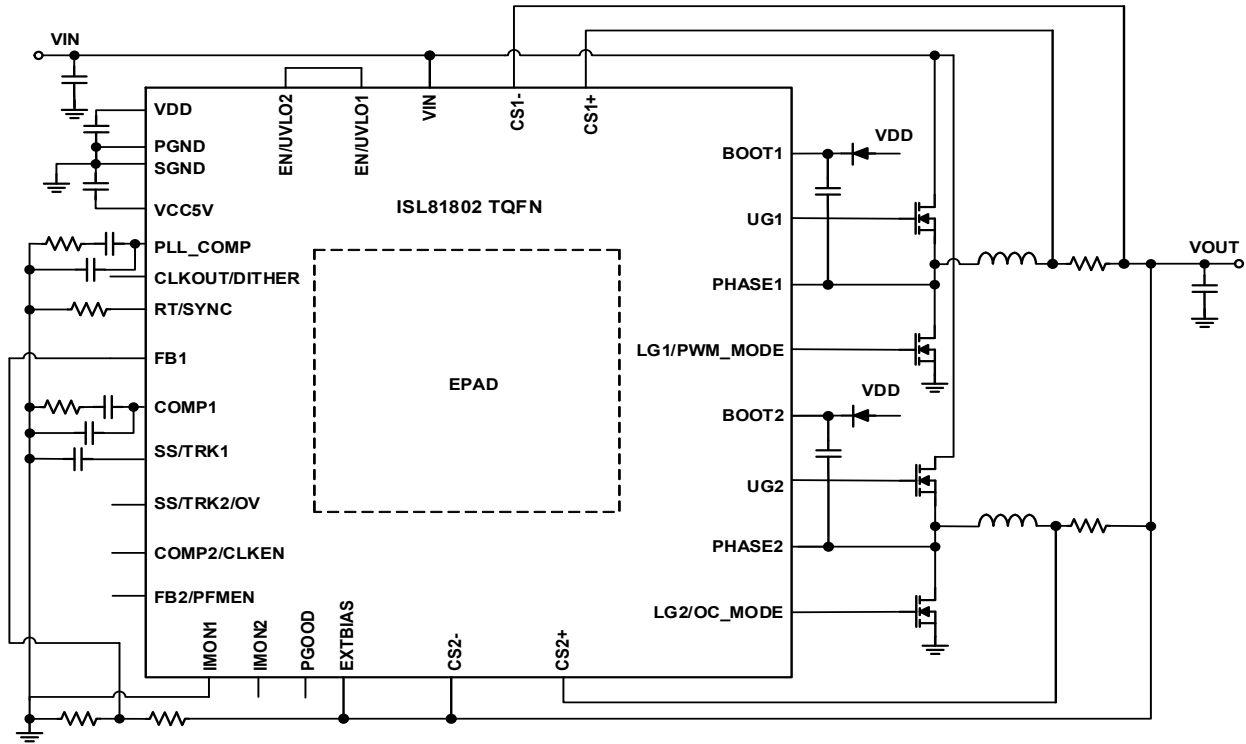 VIN
EN/UVLO2
EN/UVLO1
VIN
CS1-
CS1+
VDD
PGND
SGND
VCC5V
PLL_COMP
CLKOUT/DITHER
RT/SYNC
FB1
COMP1
SS/TRK1
SS/TRK2/OV
COMP2/CLKEN
FB2/PFMEN
ISL81802 TQFN
EPAD
BOOT1
VDD
UG1
PHASE1
LG1/PWM_MODE
BOOT2
VDD
UG2
PHASE2
LG2/OC_MODE
VOUT
IMON1
IMON2
PGOOD
EXTBIAS
CS2-
CS2+